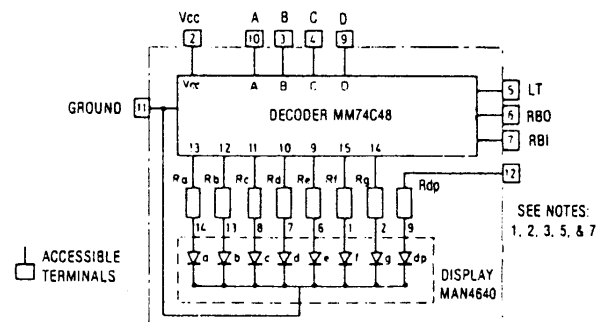 Vcc A B C D
2 10 3 4 9
Vcc A B C D
GROUND 11
DECODER MM74C48
5 LT
6 RBO
7 RBI
13 12 11 10 9 15 14
12
Ra Rb Rc Rd Re Rf Rg Rdp
14 13 8 7 6 1 2 9
a b c d e f g dp
SEE NOTES:
1, 2, 3, 5, & 7
ACCESSIBLE
TERMINALS
DISPLAY
MAN4640